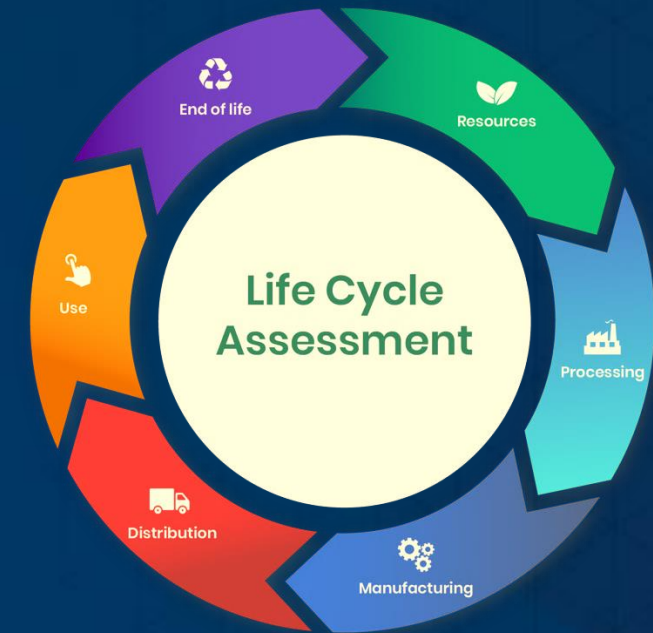 Life Cycle
Assessment
Resources
Processing
Manufacturing
Distribution
Use
End of life